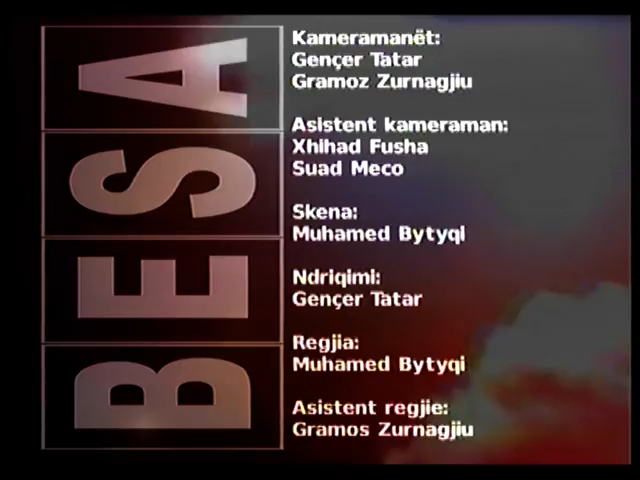 BESA
Kameramanët:
Gençer Tatar
Gramoz Zurnagjiu
Asistent kameraman:
Xhihad Fusha
Suad Meco
Skena:
Muhamed Bytyqi
Ndriqimi:
Gençer Tatar
Regjia:
Muhamed Bytyqi
Asistent regjie:
Gramos Zurnagjiu